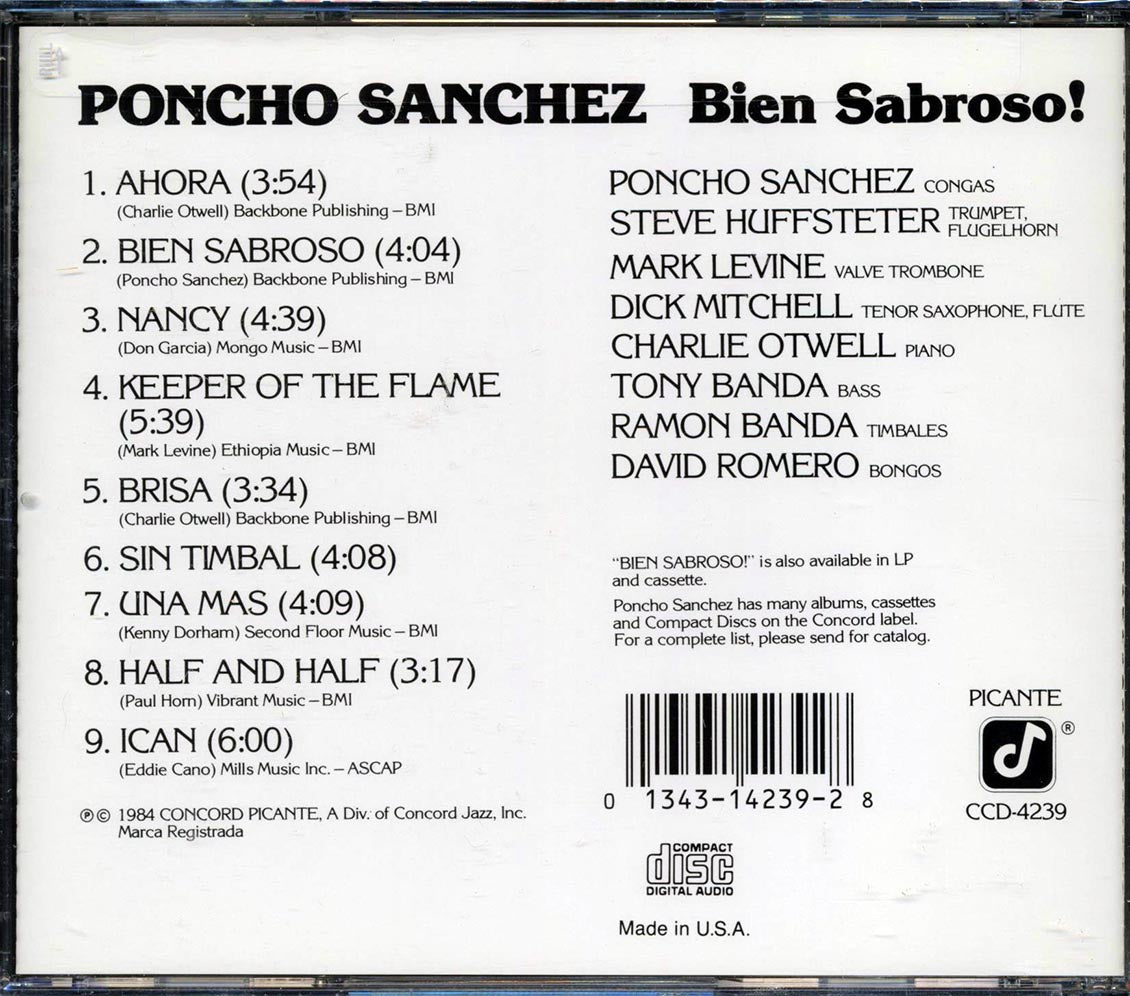 PONCHO SANCHEZ Bien Sabroso!
1. AHORA (3:54)
(Charlie Otwell) Backbone Publishing – BMI
2. BIEN SABROSO (4:04)
(Poncho Sanchez) Backbone Publishing – BMI
3. NANCY (4:39)
(Don Garcia) Mongo Music – BMI
4. KEEPER OF THE FLAME
(5:39)
(Mark Levine) Ethiopia Music – BMI
5. BRISA (3:34)
(Charlie Otwell) Backbone Publishing – BMI
6. SIN TIMBAL (4:08)
7. UNA MAS (4:09)
(Kenny Dorham) Second Floor Music – BMI
8. HALF AND HALF (3:17)
(Paul Horn) Vibrant Music – BMI
9. ICAN (6:00)
(Eddie Cano) Mills Music Inc. – ASCAP
℗ © 1984 CONCORD PICANTE, A Div. of Concord Jazz, Inc.
Marca Registrada
PONCHO SANCHEZ CONGAS
STEVE HUFFSTETER TRUMPET,
FLUGELHORN
MARK LEVINE VALVE TROMBONE
DICK MITCHELL TENOR SAXOPHONE, FLUTE
CHARLIE OTWELL PIANO
TONY BANDA BASS
RAMON BANDA TIMBALES
DAVID ROMERO BONGOS
"BIEN SABROSO!" is also available in LP
and cassette.
Poncho Sanchez has many albums, cassettes
and Compact Discs on the Concord label.
For a complete list, please send for catalog.
0 13431-14239-2 8
COMPACT
disc
DIGITAL AUDIO
Made in U.S.A.
PICANTE
®
CCD-4239